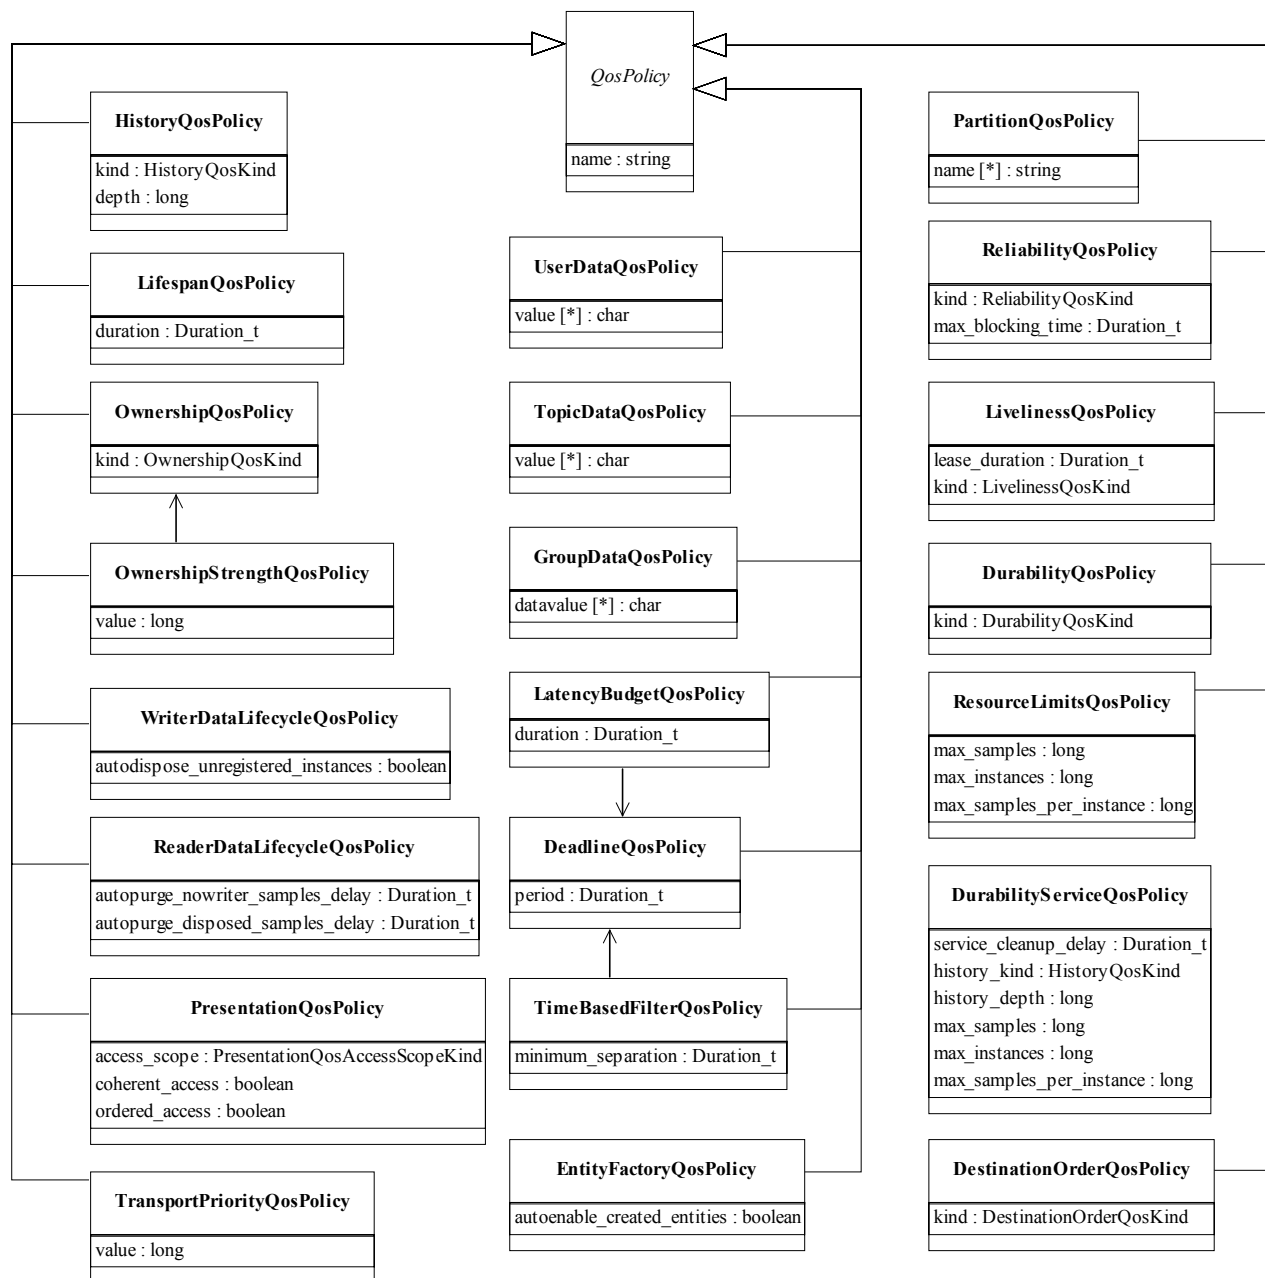 QosPolicy
name : string
HistoryQosPolicy
kind : HistoryQosKind
depth : long
LifespanQosPolicy
duration : Duration_t
OwnershipQosPolicy
kind : OwnershipQosKind
OwnershipStrengthQosPolicy
value : long
WriterDataLifecycleQosPolicy
autodispose_unregistered_instances : boolean
ReaderDataLifecycleQosPolicy
autopurge_nowriter_samples_delay : Duration_t
autopurge_disposed_samples_delay : Duration_t
PresentationQosPolicy
access_scope : PresentationQosAccessScopeKind
coherent_access : boolean
ordered_access : boolean
TransportPriorityQosPolicy
value : long
UserDataQosPolicy
value [*] : char
TopicDataQosPolicy
value [*] : char
GroupDataQosPolicy
datavalue [*] : char
LatencyBudgetQosPolicy
duration : Duration_t
DeadlineQosPolicy
period : Duration_t
TimeBasedFilterQosPolicy
minimum_separation : Duration_t
EntityFactoryQosPolicy
autoenable_created_entities : boolean
PartitionQosPolicy
name [*] : string
ReliabilityQosPolicy
kind : ReliabilityQosKind
max_blocking_time : Duration_t
LivelinessQosPolicy
lease_duration : Duration_t
kind : LivelinessQosKind
DurabilityQosPolicy
kind : DurabilityQosKind
ResourceLimitsQosPolicy
max_samples : long
max_instances : long
max_samples_per_instance : long
DurabilityServiceQosPolicy
service_cleanup_delay : Duration_t
history_kind : HistoryQosKind
history_depth : long
max_samples : long
max_instances : long
max_samples_per_instance : long
DestinationOrderQosPolicy
kind : DestinationOrderQosKind